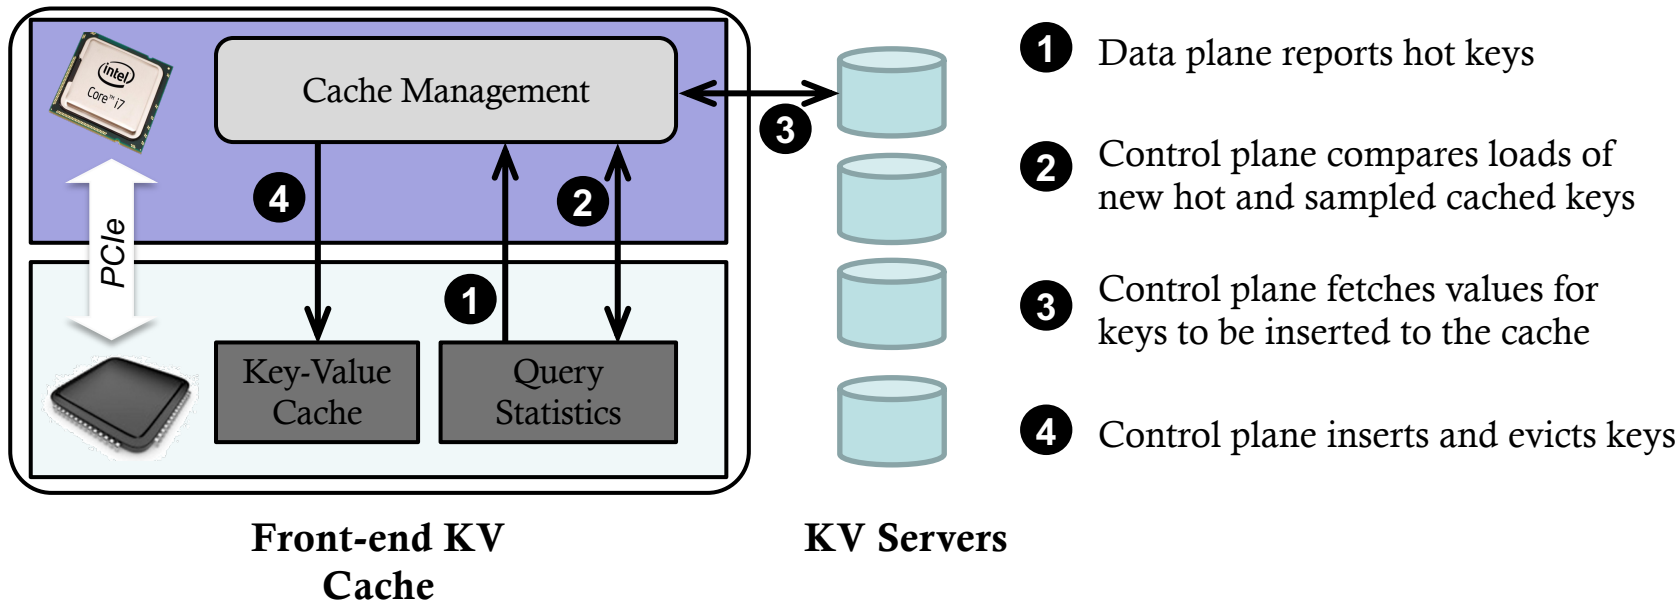 intel
Core™ i7
Cache Management
4
2
3
PCIe
1
Key-Value
Cache
Query
Statistics
Front-end KV
Cache
KV Servers
1 Data plane reports hot keys
2 Control plane compares loads of
new hot and sampled cached keys
3 Control plane fetches values for
keys to be inserted to the cache
4 Control plane inserts and evicts keys